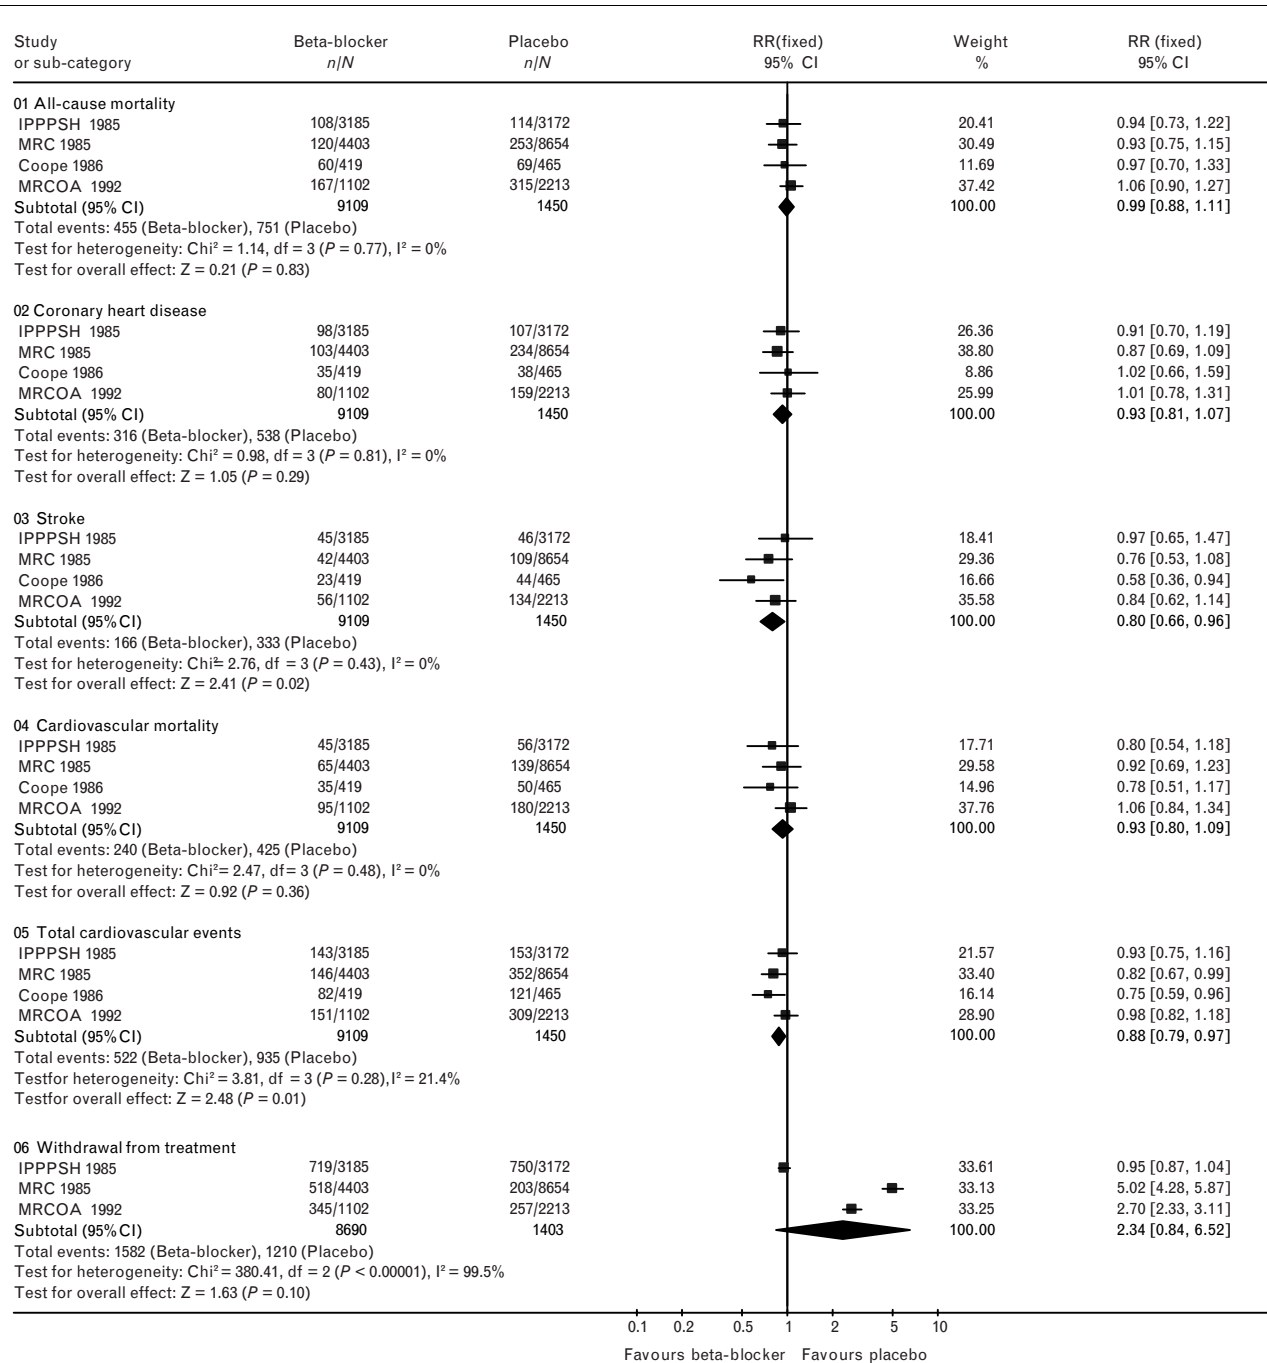 Study Beta-blocker Placebo RR(fixed) Weight RR (fixed)
or sub-category n/N n/N 95% CI % 95% CI
01 All-cause mortality
IPPPSH 1985 108/3185 114/3172 20.41 0.94 [0.73, 1.22]
MRC 1985 120/4403 253/8654 30.49 0.93 [0.75, 1.15]
Coope 1986 60/419 69/465 11.69 0.97 [0.70, 1.33]
MRCOA 1992 167/1102 315/2213 37.42 1.06 [0.90, 1.27]
Subtotal (95% CI) 9109 1450 100.00 0.99 [0.88, 1.11]
Total events: 455 (Beta-blocker), 751 (Placebo)
Test for heterogeneity: Chi² = 1.14, df = 3 (P = 0.77), I² = 0%
Test for overall effect: Z = 0.21 (P = 0.83)
02 Coronary heart disease
IPPPSH 1985 98/3185 107/3172 26.36 0.91 [0.70, 1.19]
MRC 1985 103/4403 234/8654 38.80 0.87 [0.69, 1.09]
Coope 1986 35/419 38/465 8.86 1.02 [0.66, 1.59]
MRCOA 1992 80/1102 159/2213 25.99 1.01 [0.78, 1.31]
Subtotal (95% CI) 9109 1450 100.00 0.93 [0.81, 1.07]
Total events: 316 (Beta-blocker), 538 (Placebo)
Test for heterogeneity: Chi² = 0.98, df = 3 (P = 0.81), I² = 0%
Test for overall effect: Z = 1.05 (P = 0.29)
03 Stroke
IPPPSH 1985 45/3185 46/3172 18.41 0.97 [0.65, 1.47]
MRC 1985 42/4403 109/8654 29.36 0.76 [0.53, 1.08]
Coope 1986 23/419 44/465 16.66 0.58 [0.36, 0.94]
MRCOA 1992 56/1102 134/2213 35.58 0.84 [0.62, 1.14]
Subtotal (95% CI) 9109 1450 100.00 0.80 [0.66, 0.96]
Total events: 166 (Beta-blocker), 333 (Placebo)
Test for heterogeneity: Chi² = 2.76, df = 3 (P = 0.43), I² = 0%
Test for overall effect: Z = 2.41 (P = 0.02)
04 Cardiovascular mortality
IPPPSH 1985 45/3185 56/3172 17.71 0.80 [0.54, 1.18]
MRC 1985 65/4403 139/8654 29.58 0.92 [0.69, 1.23]
Coope 1986 35/419 50/465 14.96 0.78 [0.51, 1.17]
MRCOA 1992 95/1102 180/2213 37.76 1.06 [0.84, 1.34]
Subtotal (95% CI) 9109 1450 100.00 0.93 [0.80, 1.09]
Total events: 240 (Beta-blocker), 425 (Placebo)
Test for heterogeneity: Chi² = 2.47, df = 3 (P = 0.48), I² = 0%
Test for overall effect: Z = 0.92 (P = 0.36)
05 Total cardiovascular events
IPPPSH 1985 143/3185 153/3172 21.57 0.93 [0.75, 1.16]
MRC 1985 146/4403 352/8654 33.40 0.82 [0.67, 0.99]
Coope 1986 82/419 121/465 16.14 0.75 [0.59, 0.96]
MRCOA 1992 151/1102 309/2213 28.90 0.98 [0.82, 1.18]
Subtotal (95% CI) 9109 1450 100.00 0.88 [0.79, 0.97]
Total events: 522 (Beta-blocker), 935 (Placebo)
Testfor heterogeneity: Chi² = 3.81, df = 3 (P = 0.28), I² = 21.4%
Testfor overall effect: Z = 2.48 (P = 0.01)
06 Withdrawal from treatment
IPPPSH 1985 719/3185 750/3172 33.61 0.95 [0.87, 1.04]
MRC 1985 518/4403 203/8654 33.13 5.02 [4.28, 5.87]
MRCOA 1992 345/1102 257/2213 33.25 2.70 [2.33, 3.11]
Subtotal (95% CI) 8690 1403 100.00 2.34 [0.84, 6.52]
Total events: 1582 (Beta-blocker), 1210 (Placebo)
Test for heterogeneity: Chi² = 380.41, df = 2 (P < 0.00001), I² = 99.5%
Test for overall effect: Z = 1.63 (P = 0.10)
0.1 0.2 0.5 1 2 5 10
Favours beta-blocker Favours placebo